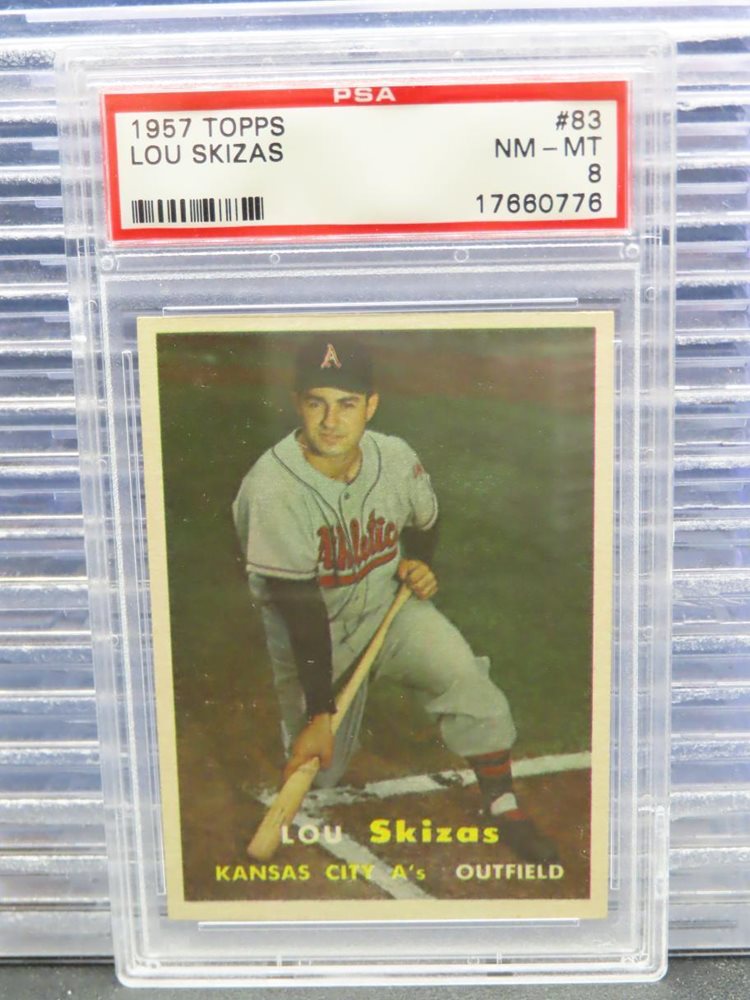 PSA
1957 TOPPS #83
LOU SKIZAS NM-MT
8
17660776
A
Athletics
LOU Skizas
KANSAS CITY A's OUTFIELD